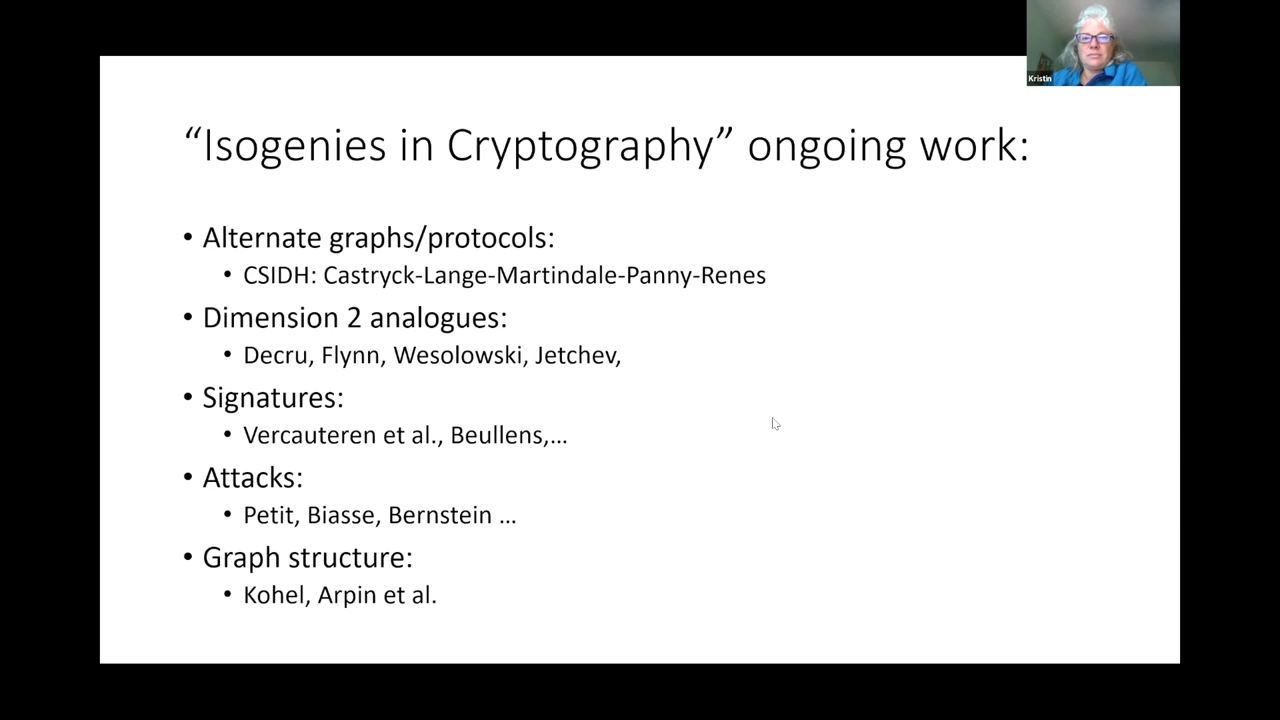 Kristin
“Isogenies in Cryptography” ongoing work:
• Alternate graphs/protocols:
• CSIDH: Castryck-Lange-Martindale-Panny-Renes
• Dimension 2 analogues:
• Decru, Flynn, Wesolowski, Jetchev,
• Signatures:
• Vercauteren et al., Beullens,…
• Attacks:
• Petit, Biasse, Bernstein …
• Graph structure:
• Kohel, Arpin et al.